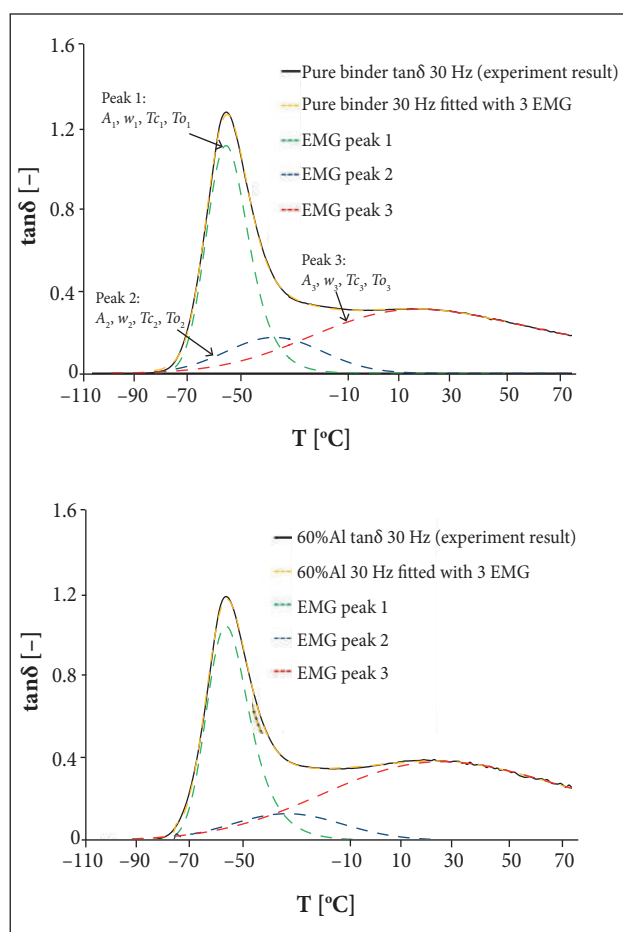 1.6
1.2
0.8
0.4
0
tanδ [–]
Pure binder tanδ 30 Hz (experiment result)
Pure binder 30 Hz fitted with 3 EMG
EMG peak 1
EMG peak 2
EMG peak 3
Peak 1:
A₁, w₁, Tc₁, To₁
Peak 2:
A₂, w₂, Tc₂, To₂
Peak 3:
A₃, w₃, Tc₃, To₃
–110 –90 –70 –50 –10 10 30 50 70
T [°C]
1.6
1.2
0.8
0.4
0
tanδ [–]
60%Al tanδ 30 Hz (experiment result)
60%Al 30 Hz fitted with 3 EMG
EMG peak 1
EMG peak 2
EMG peak 3
–110 –90 –70 –50 –10 10 30 50 70
T [°C]